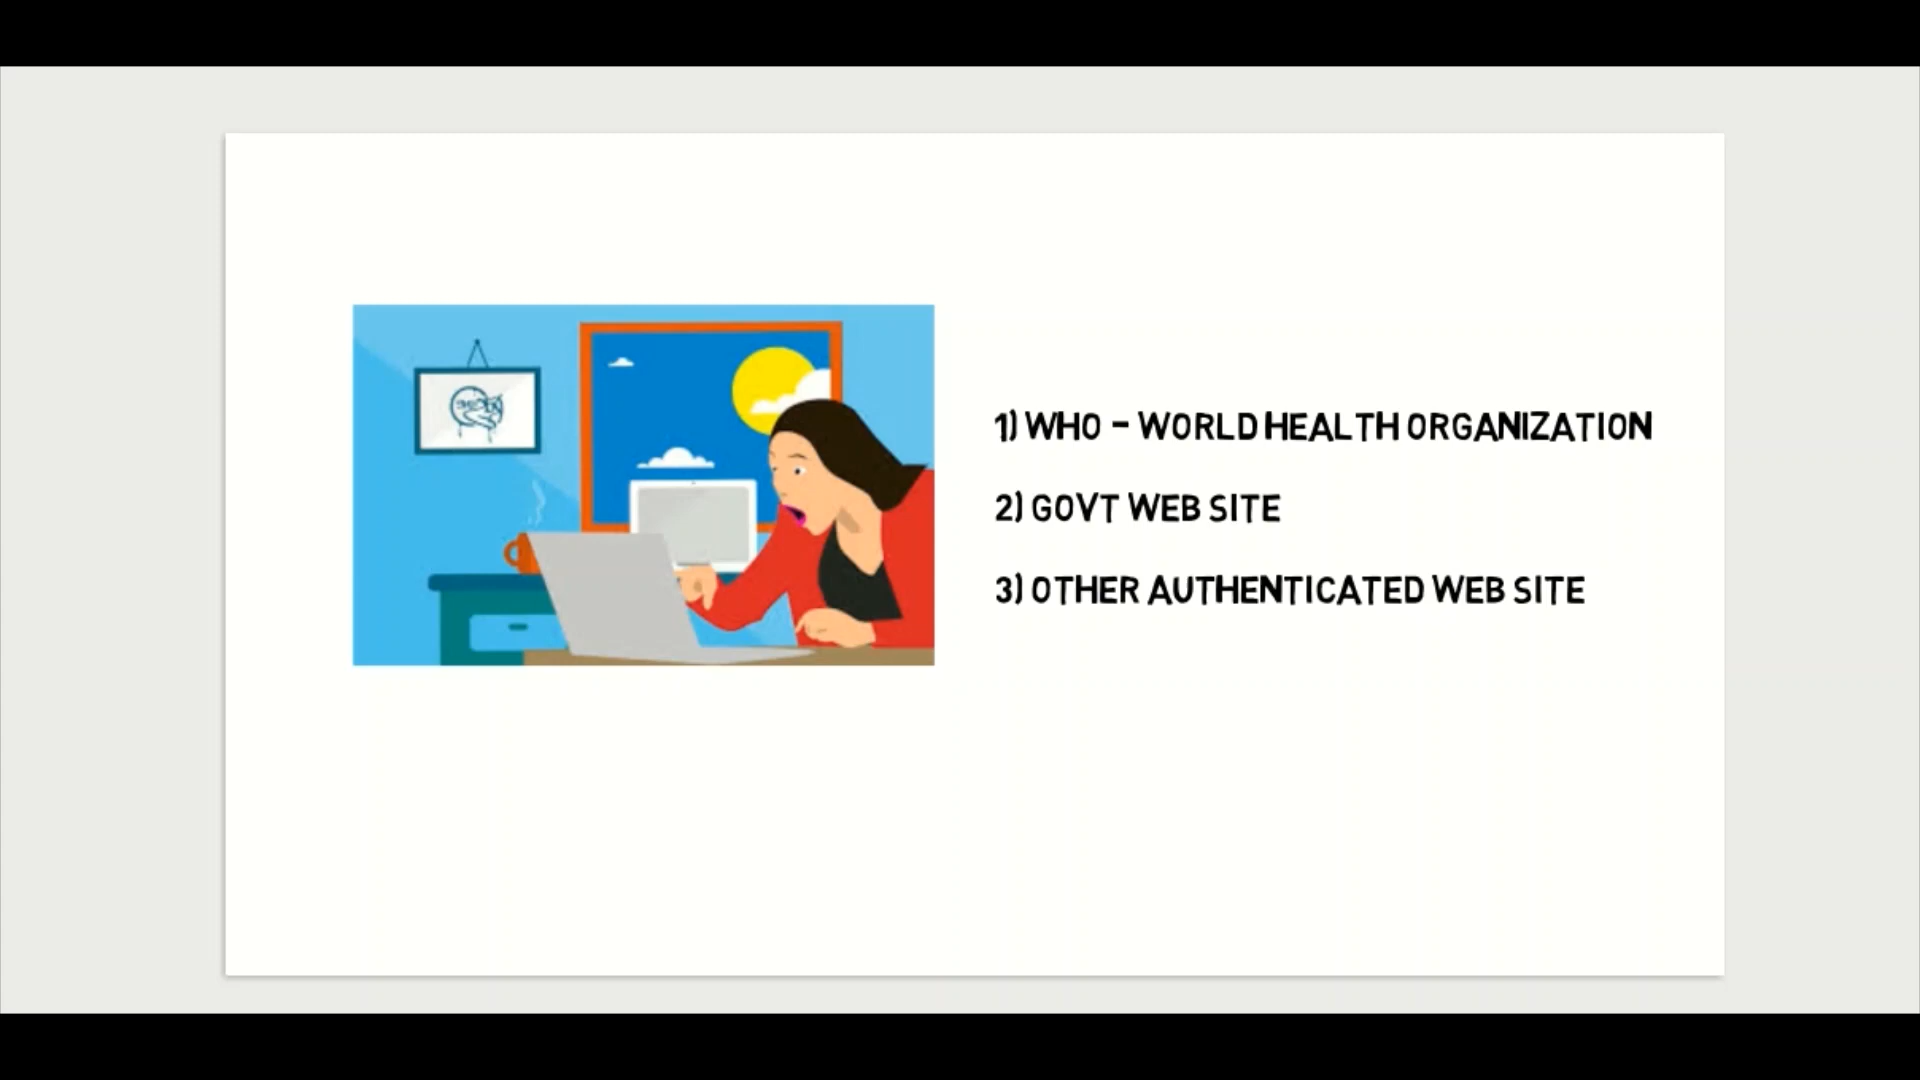 1) WHO - WORLD HEALTH ORGANIZATION
2) GOVT WEB SITE
3) OTHER AUTHENTICATED WEB SITE